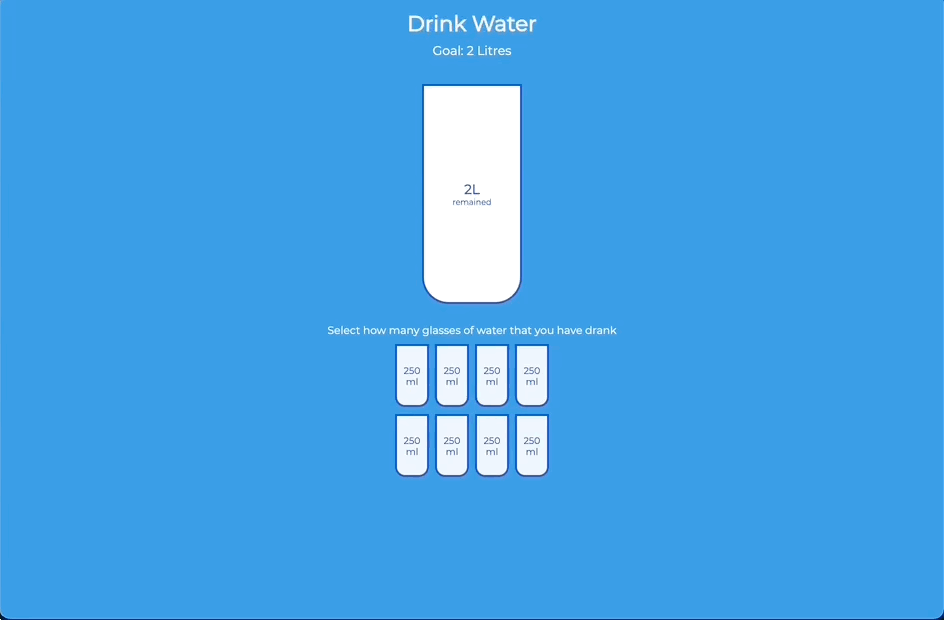 Drink Water
Goal: 2 Litres
2L
remained
Select how many glasses of water that you have drank
250 250 250 250
ml ml ml ml
250 250 250 250
ml ml ml ml